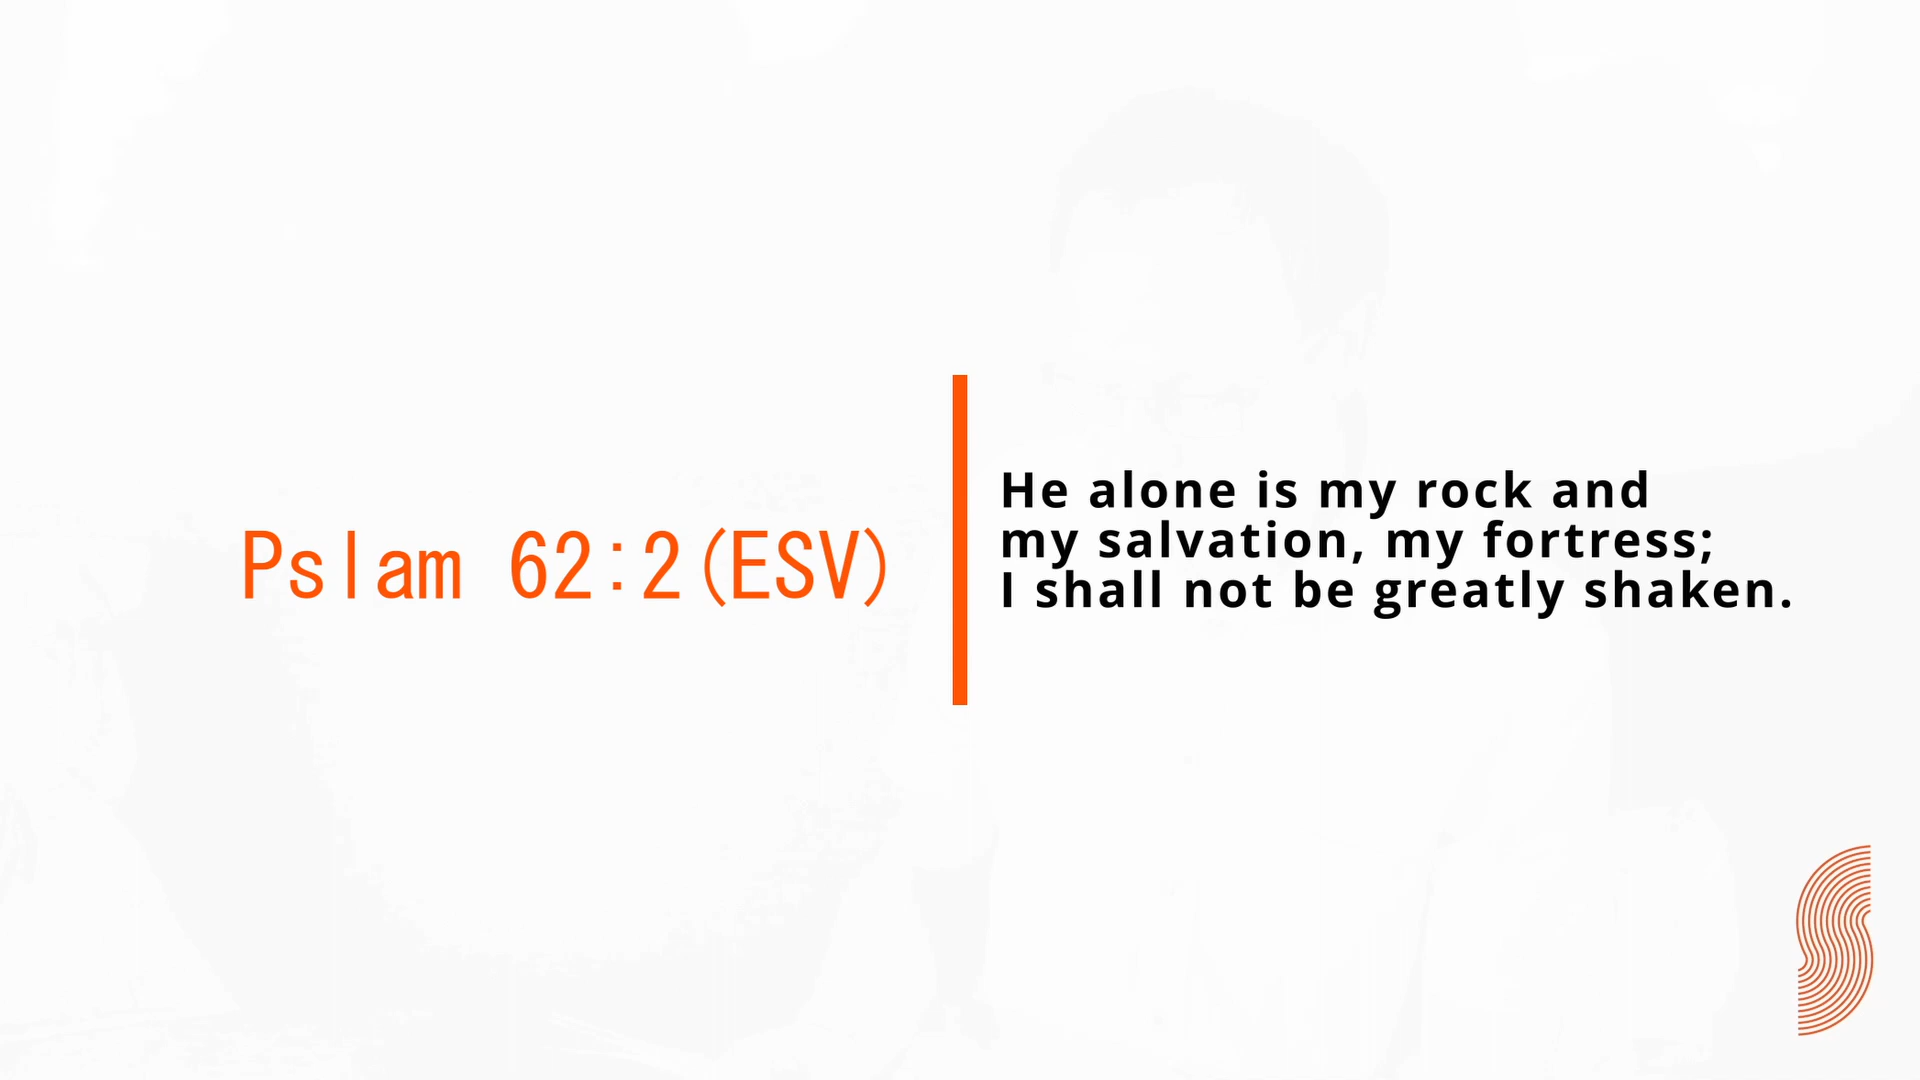 Pslam 62:2(ESV)
He alone is my rock and
my salvation, my fortress;
I shall not be greatly shaken.